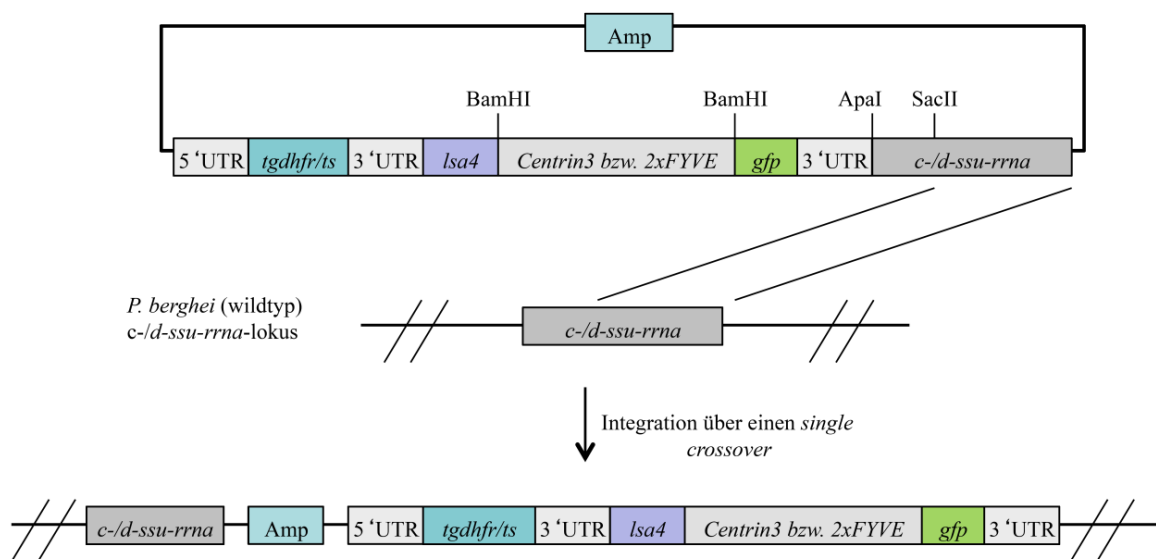 Amp
BamHI BamHI ApaI SacII
5‘UTR tgdhfr/ts 3‘UTR lsa4 Centrin3 bzw. 2xFYVE gfp 3‘UTR c-/d-ssu-rrna
P. berghei (wildtyp)
c-/d-ssu-rrna-lokus
c-/d-ssu-rrna
Integration über einen single
crossover
c-/d-ssu-rrna Amp 5‘UTR tgdhfr/ts 3‘UTR lsa4 Centrin3 bzw. 2xFYVE gfp 3‘UTR